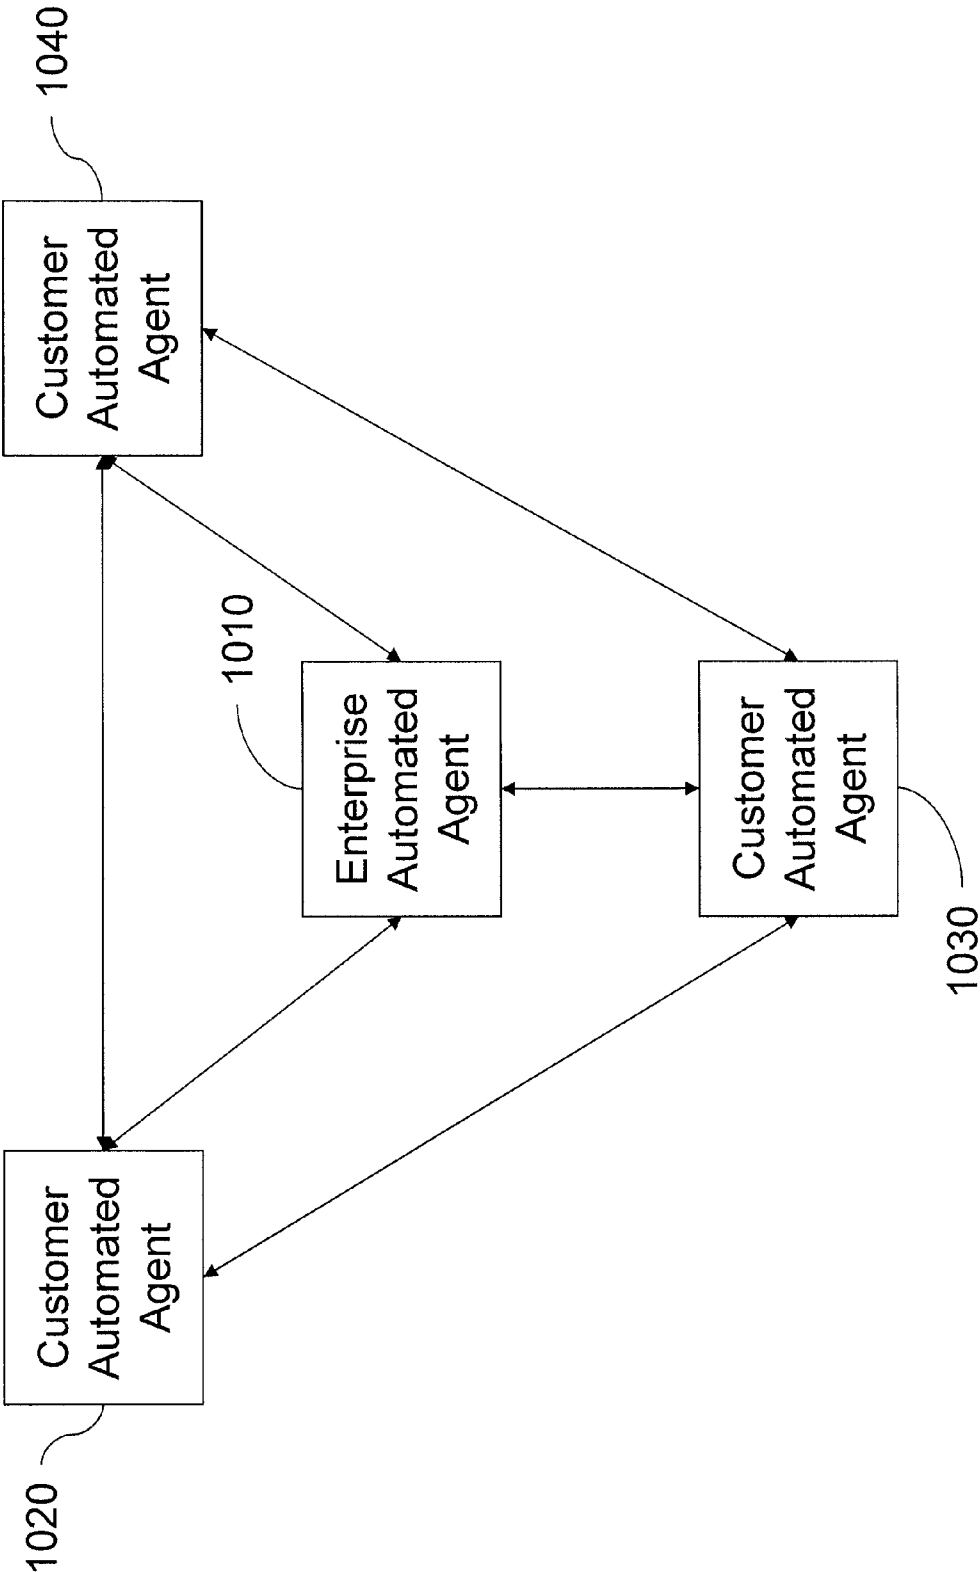 1020
Customer
Automated
Agent
1040
Customer
Automated
Agent
1010
Enterprise
Automated
Agent
Customer
Automated
Agent
1030